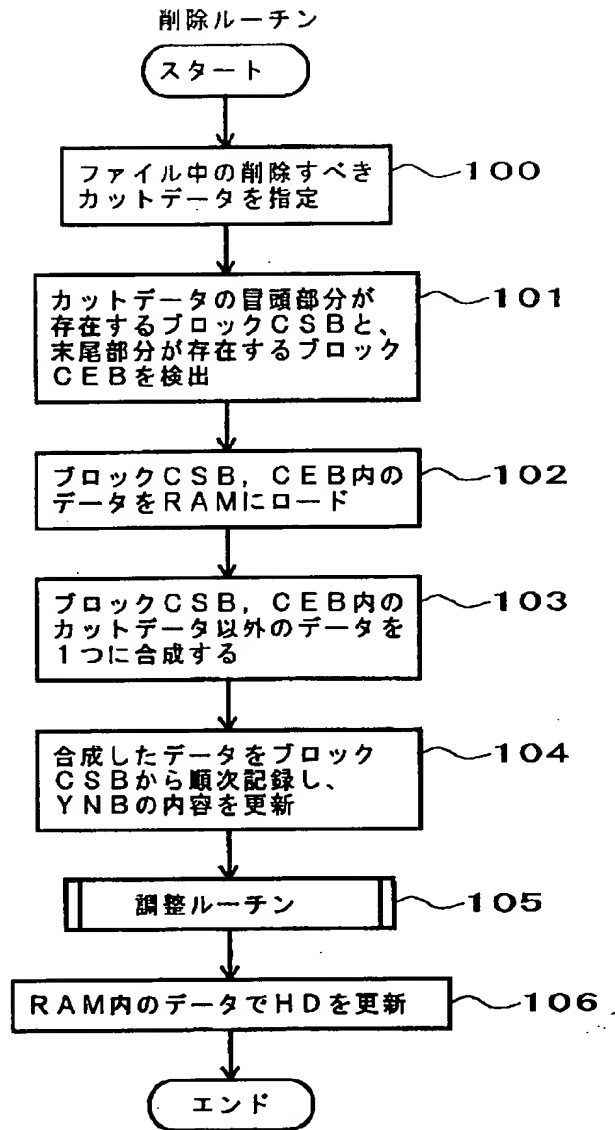 削除ルーチン
スタート
ファイル中の削除すべき
カットデータを指定
100
カットデータの冒頭部分が
存在するブロックCSBと、
末尾部分が存在するブロック
CEBを検出
101
ブロックCSB,CEB内の
データをRAMにロード
102
ブロックCSB,CEB内の
カットデータ以外のデータを
1つに合成する
103
合成したデータをブロック
CSBから順次記録し、
YNBの内容を更新
104
調整ルーチン
105
RAM内のデータでHDを更新
106
エンド